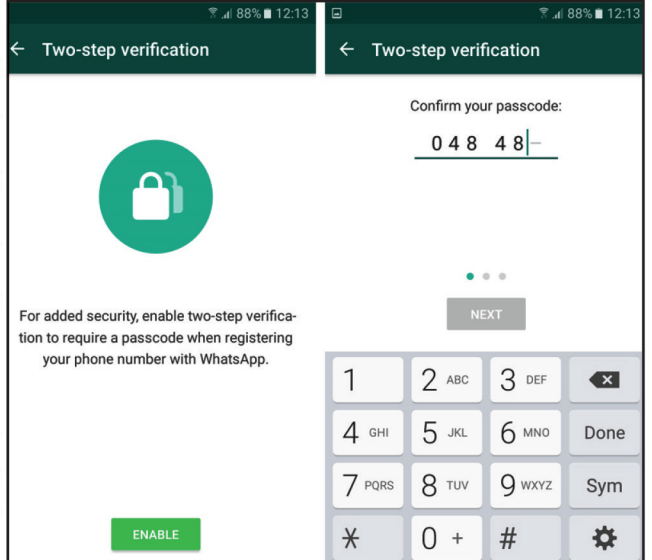 88% 12:13
Two-step verification
For added security, enable two-step verifica-
tion to require a passcode when registering
your phone number with WhatsApp.
ENABLE
88% 12:13
Two-step verification
Confirm your passcode:
048 48–
NEXT
1 2 ABC 3 DEF
4 GHI 5 JKL 6 MNO Done
7 PQRS 8 TUV 9 WXYZ Sym
* 0 + #